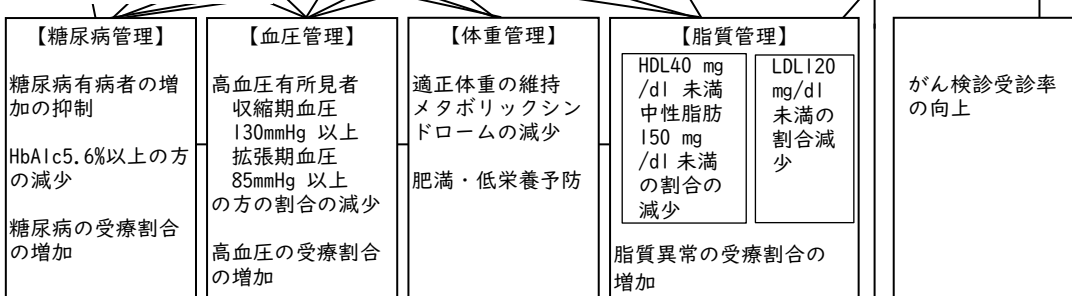 【糖尿病管理】
糖尿病有病者の増
加の抑制
HbA1c5.6%以上の方
の減少
糖尿病の受療割合
の増加
【血圧管理】
高血圧有所見者
収縮期血圧
130mmHg 以上
拡張期血圧
85mmHg 以上
の方の割合の減少
高血圧の受療割合
の増加
【体重管理】
適正体重の維持
メタボリックシン
ドロームの減少
肥満・低栄養予防
【脂質管理】
HDL40 mg
/dl 未満
中性脂肪
150 mg
/dl 未満
の割合の
減少
LDL120
mg/dl
未満の
割合減
少
脂質異常の受療割合の
増加
がん検診受診率
の向上